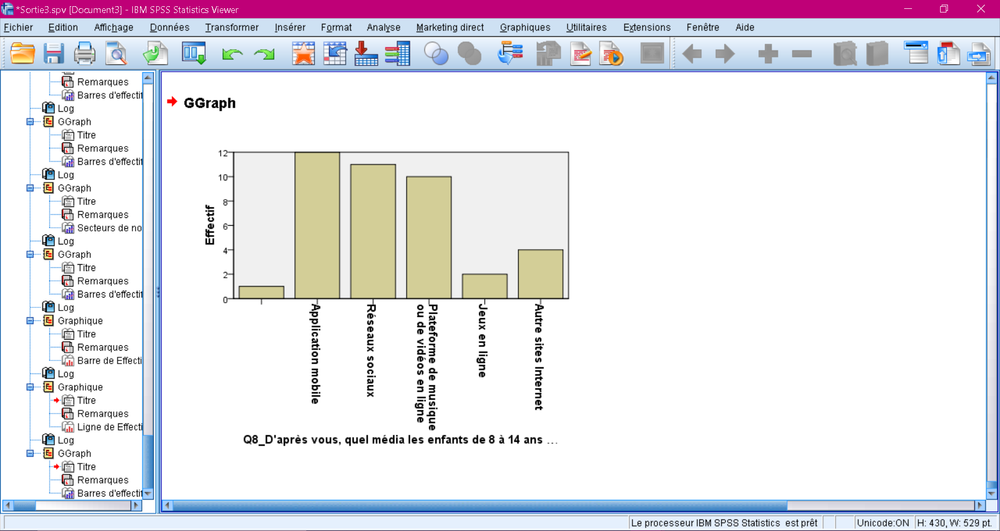 *Sortie3.spv [Document3] - IBM SPSS Statistics Viewer
Fichier Edition Affichage Données Transformer Insérer Format Analyse Marketing direct Graphiques Utilitaires Extensions Fenêtre Aide
Remarques
Barres d'effectif
Log
GGraph
Titre
Remarques
Barres d'effectif
Log
GGraph
Titre
Remarques
Secteurs de no
Log
GGraph
Titre
Remarques
Barres d'effectif
Log
Graphique
Titre
Remarques
Barre de Effecti
Log
Graphique
Titre
Remarques
Ligne de Effecti
Log
GGraph
Titre
Remarques
Barres d'effectif
GGraph
Effectif
12
10
8
6
4
2
0
Application mobile
Réseaux sociaux
Plateforme de musique
ou de vidéos en ligne
Jeux en ligne
Autre sites Internet
Q8_D'après vous, quel média les enfants de 8 à 14 ans ...
Le processeur IBM SPSS Statistics est prêt Unicode:ON H: 430, W: 529 pt.